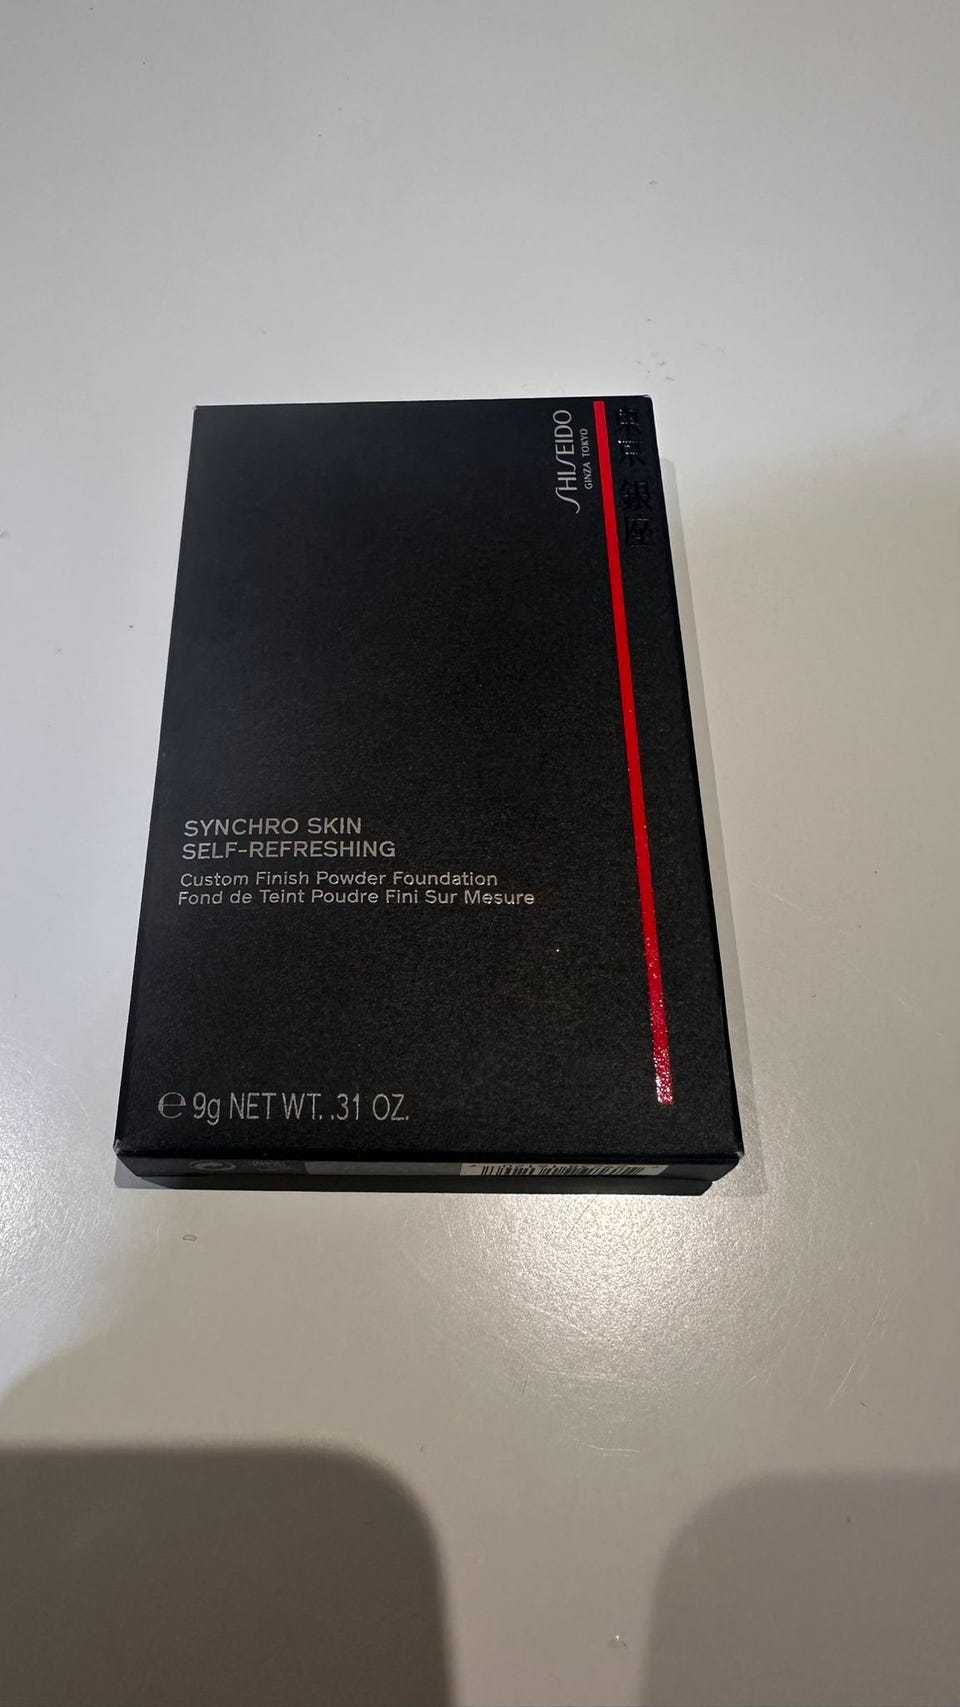 SHISEIDO
GINZA TOKYO
東京 銀座
SYNCHRO SKIN
SELF-REFRESHING
Custom Finish Powder Foundation
Fond de Teint Poudre Fini Sur Mesure
℮ 9g NET WT. .31 OZ.